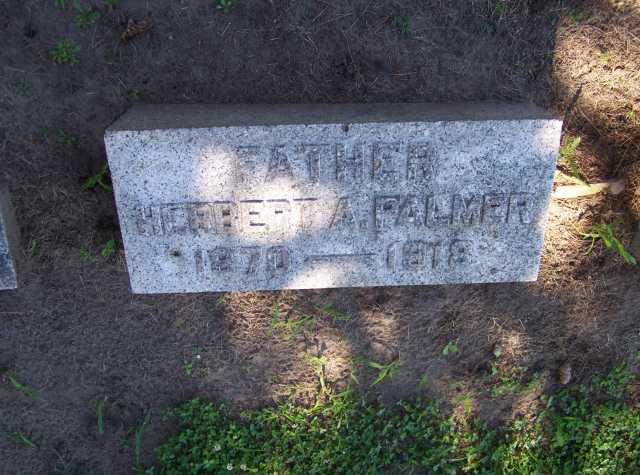 FATHER
HERBERT A. PALMER
1870 — 1918